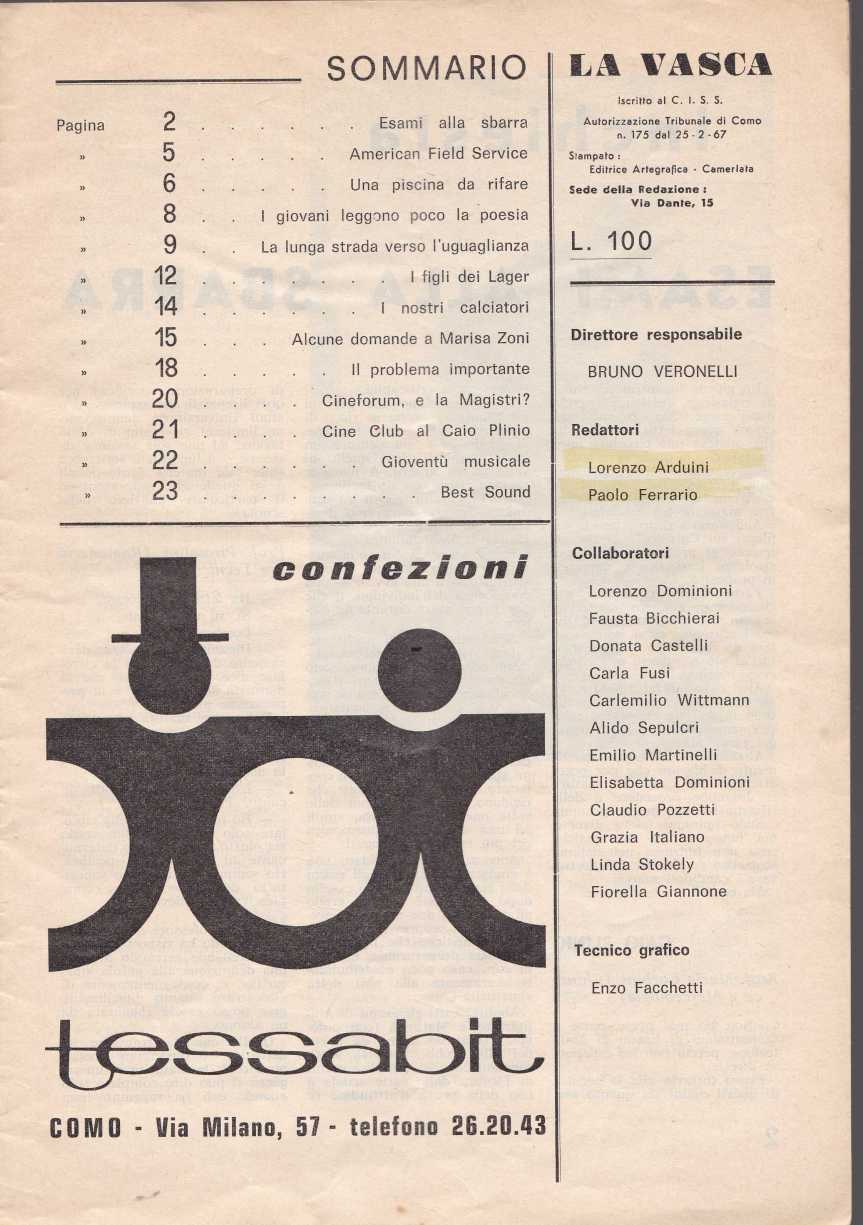 SOMMARIO
Pagina 2 . . . . . . Esami alla sbarra
» 5 . . . . . American Field Service
» 6 . . . . . Una piscina da rifare
» 8 . . I giovani leggono poco la poesia
» 9 . . La lunga strada verso l'uguaglianza
» 12 . . . . . . . I figli dei Lager
» 14 . . . . . . I nostri calciatori
» 15 . . . Alcune domande a Marisa Zoni
» 18 . . . . . Il problema importante
» 20 . . . . Cineforum, e la Magistri?
» 21 . . . . Cine Club al Caio Plinio
» 22 . . . . . . Gioventù musicale
» 23 . . . . . . . . Best Sound
confezioni
tessabit
COMO - Via Milano, 57 - telefono 26.20.43
LA VASCA
Iscritto al C. I. S. S.
Autorizzazione Tribunale di Como
n. 175 dal 25 - 2 - 67
Stampato :
Editrice Artegrafica - Camerlata
Sede della Redazione :
Via Dante, 15
L. 100
Direttore responsabile
BRUNO VERONELLI
Redattori
Lorenzo Arduini
Paolo Ferrario
Collaboratori
Lorenzo Dominioni
Fausta Bicchierai
Donata Castelli
Carla Fusi
Carlemilio Wittmann
Alido Sepulcri
Emilio Martinelli
Elisabetta Dominioni
Claudio Pozzetti
Grazia Italiano
Linda Stokely
Fiorella Giannone
Tecnico grafico
Enzo Facchetti